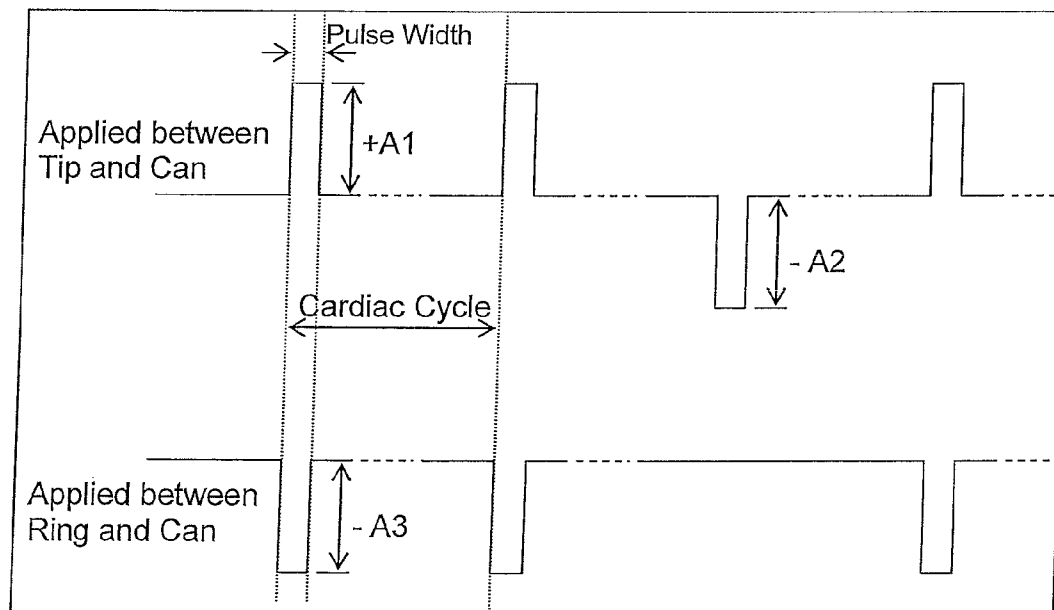 Pulse Width
Applied between
Tip and Can
+A1
- A2
Cardiac Cycle
Applied between
Ring and Can
- A3